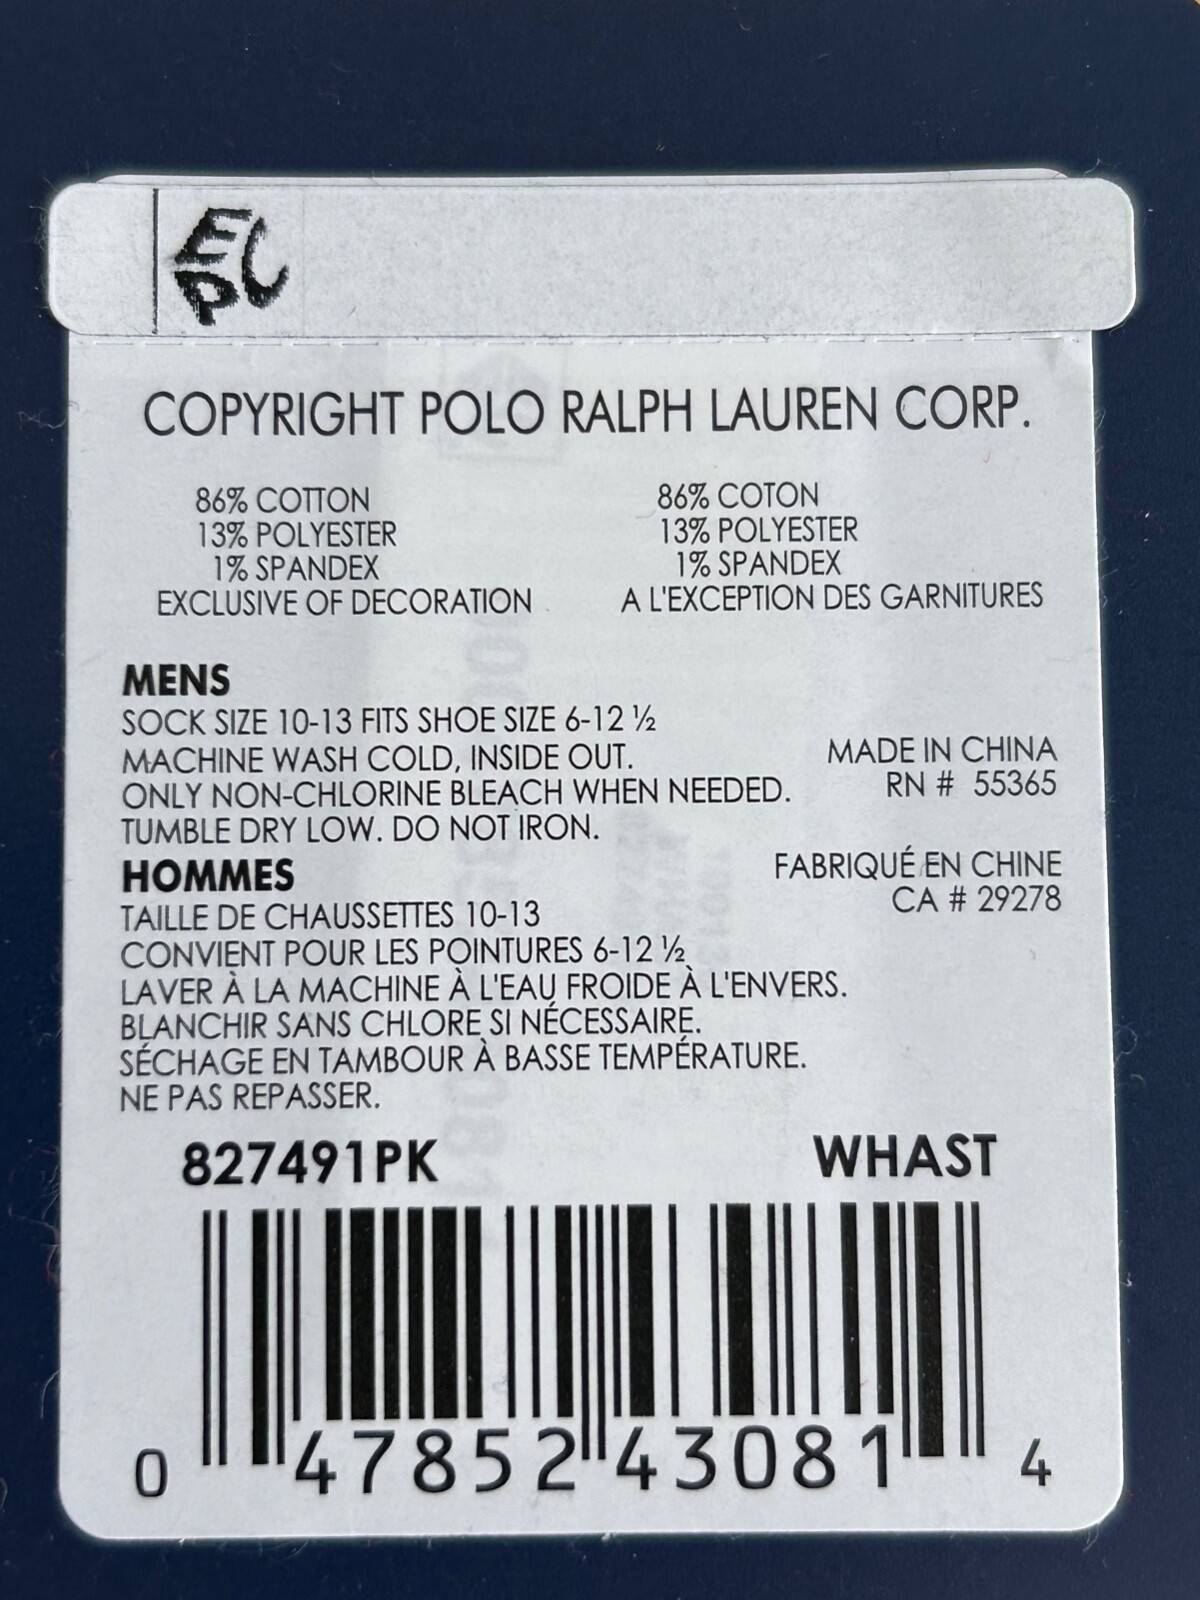 E
PC
COPYRIGHT POLO RALPH LAUREN CORP.
86% COTTON
13% POLYESTER
1% SPANDEX
EXCLUSIVE OF DECORATION
86% COTON
13% POLYESTER
1% SPANDEX
A L'EXCEPTION DES GARNITURES
MENS
SOCK SIZE 10-13 FITS SHOE SIZE 6-12 ½
MACHINE WASH COLD, INSIDE OUT.
ONLY NON-CHLORINE BLEACH WHEN NEEDED.
TUMBLE DRY LOW. DO NOT IRON.
MADE IN CHINA
RN # 55365
HOMMES
TAILLE DE CHAUSSETTES 10-13
CONVIENT POUR LES POINTURES 6-12 ½
LAVER À LA MACHINE À L'EAU FROIDE À L'ENVERS.
BLANCHIR SANS CHLORE SI NÉCESSAIRE.
SÉCHAGE EN TAMBOUR À BASSE TEMPÉRATURE.
NE PAS REPASSER.
FABRIQUÉ EN CHINE
CA # 29278
827491PK
WHAST
0 47852 43081 4